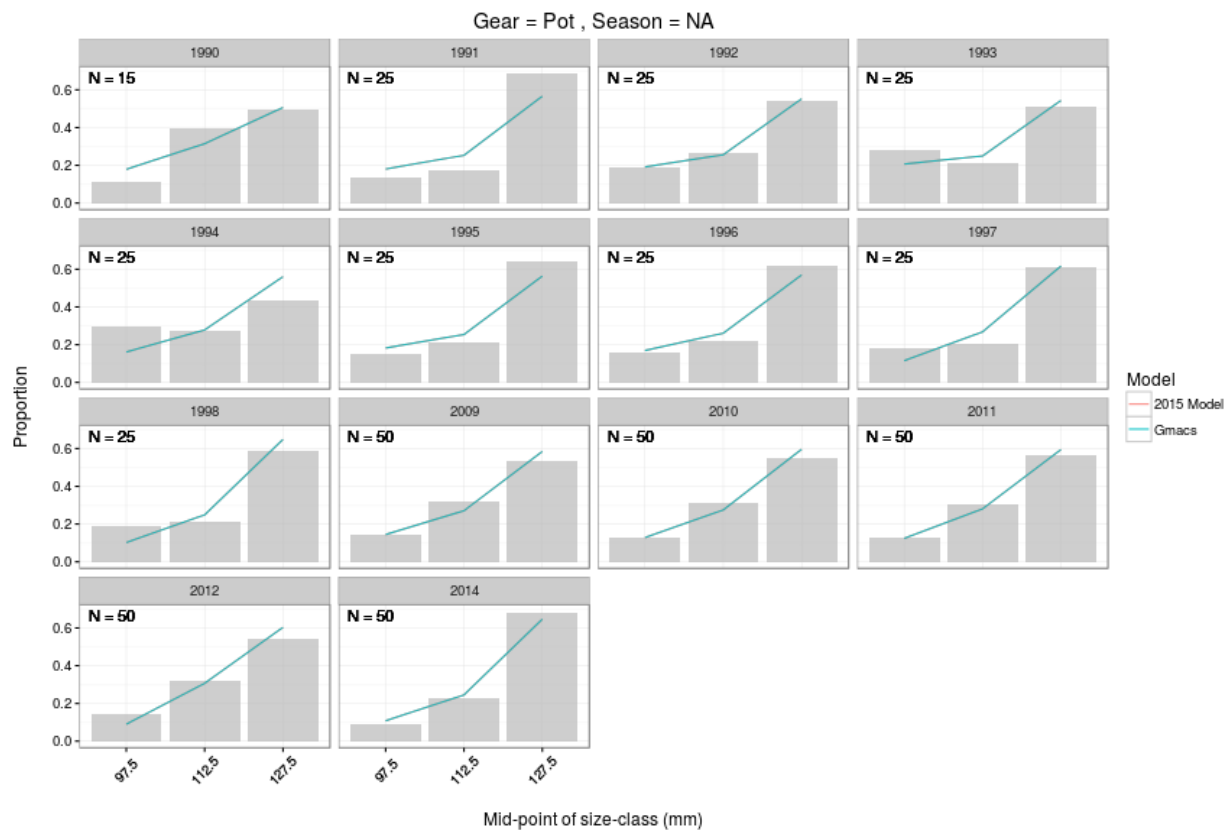 Gear = Pot , Season = NA
1990
1991
1992
1993
N = 15
N = 25
N = 25
N = 25
0.6
0.4
0.2
0.0
1994
1995
1996
1997
N = 25
N = 25
N = 25
N = 25
0.6
0.4
0.2
0.0
1998
2009
2010
2011
N = 25
N = 50
N = 50
N = 50
0.6
0.4
0.2
0.0
2012
2014
N = 50
N = 50
0.6
0.4
0.2
0.0
97.5
112.5
127.5
97.5
112.5
127.5
Proportion
Mid-point of size-class (mm)
Model
2015 Model
Gmacs